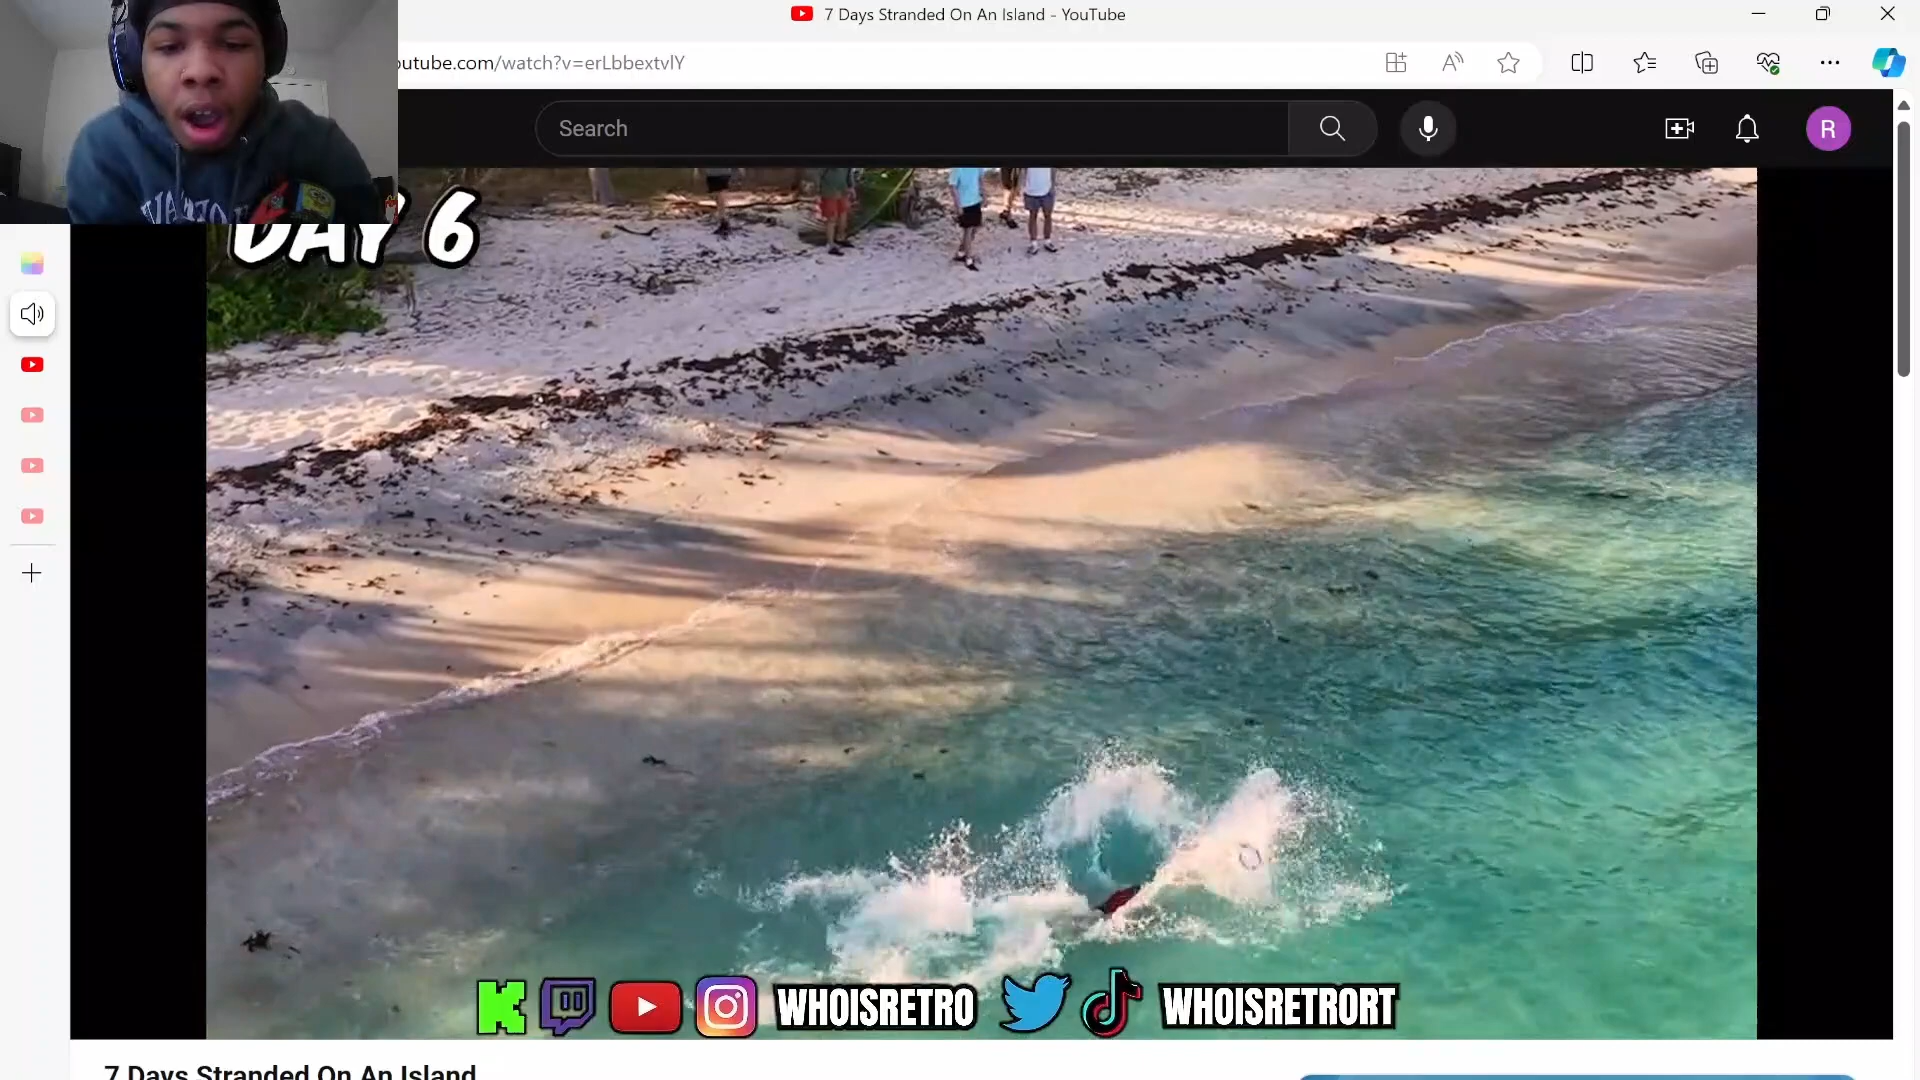 7 Days Stranded On An Island - YouTube
outube.com/watch?v=erLbbextvlY
Search
R
DAY 6
WHOISRETRO
WHOISRETRORT
7 Days Stranded On An Island